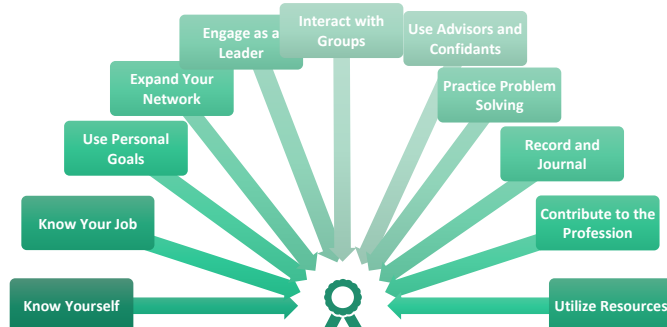 Interact with
Groups
Engage as a
Leader
Use Advisors and
Confidants
Expand Your
Network
Practice Problem
Solving
Use Personal
Goals
Record and
Journal
Know Your Job
Contribute to the
Profession
Know Yourself
Utilize Resources